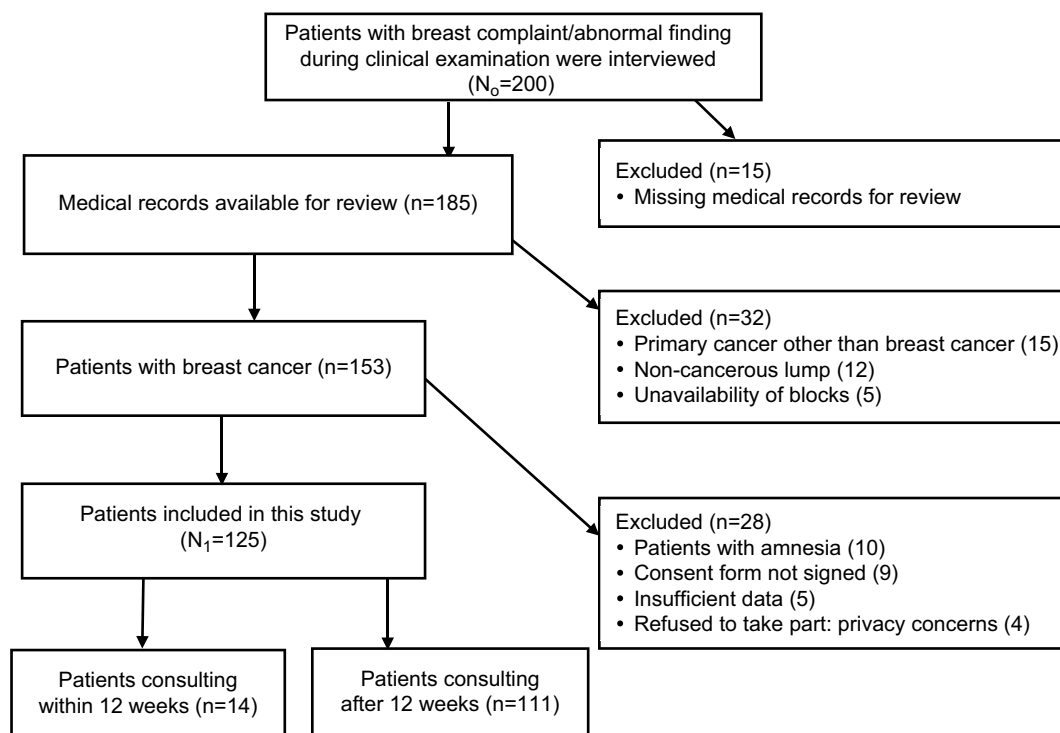 Patients with breast complaint/abnormal finding
during clinical examination were interviewed
(Nₒ=200)
Excluded (n=15)
• Missing medical records for review
Medical records available for review (n=185)
Excluded (n=32)
• Primary cancer other than breast cancer (15)
• Non-cancerous lump (12)
• Unavailability of blocks (5)
Patients with breast cancer (n=153)
Excluded (n=28)
• Patients with amnesia (10)
• Consent form not signed (9)
• Insufficient data (5)
• Refused to take part: privacy concerns (4)
Patients included in this study
(N₁=125)
Patients consulting
within 12 weeks (n=14)
Patients consulting
after 12 weeks (n=111)